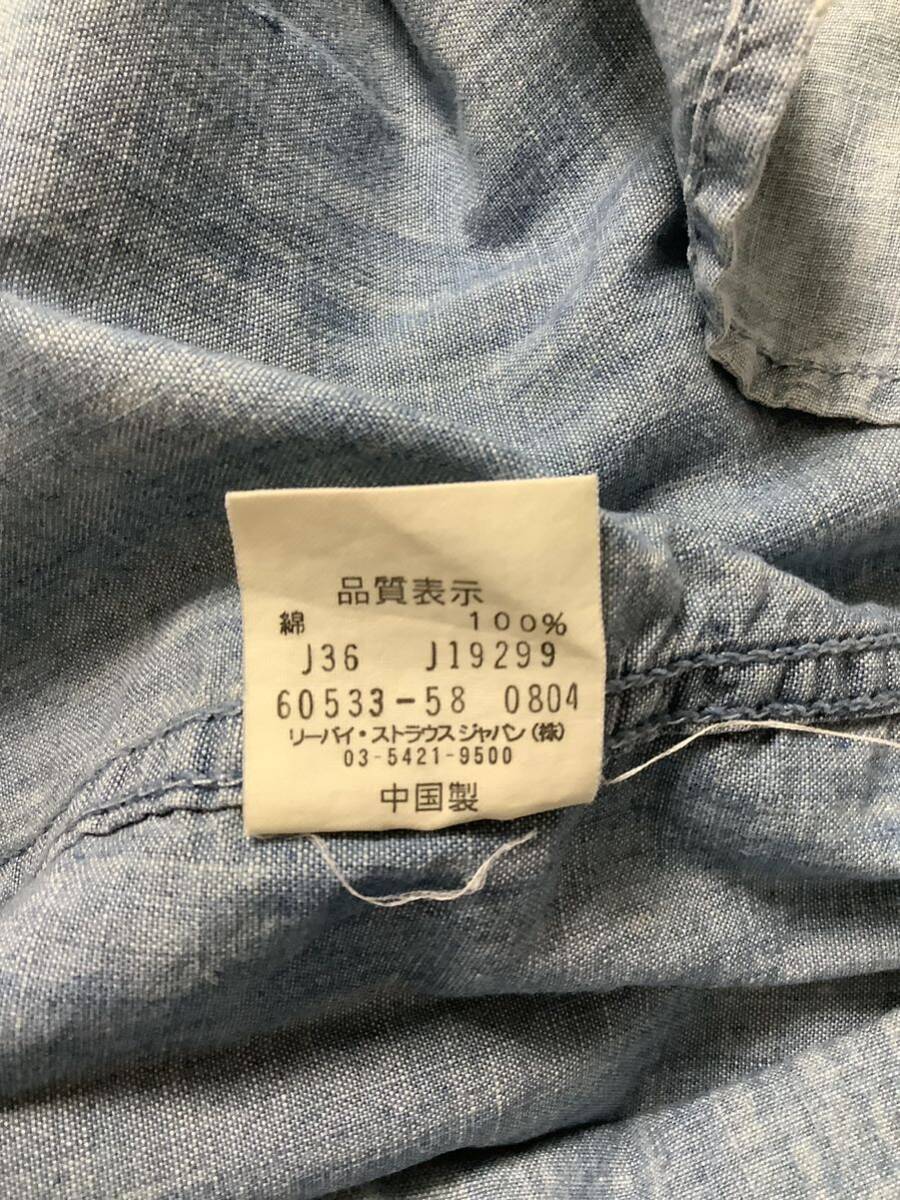 品質表示
綿 100%
J36 J19299
60533-58 0804
リーバイ・ストラウスジャパン(株)
03-5421-9500
中国製